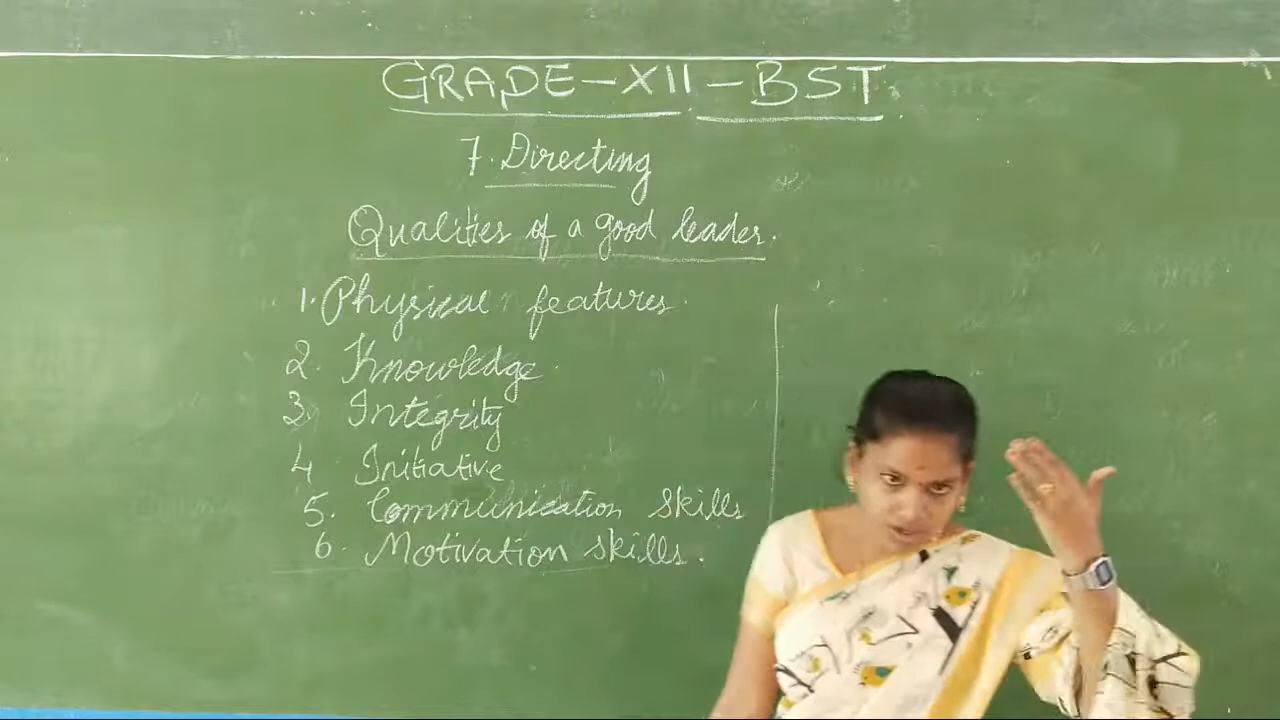 GRADE-XII-BST
7. Directing
Qualities of a good leader.
1. Physical features.
2. Knowledge.
3. Integrity
4 Initiative
5. Communication skills
6. Motivation skills.